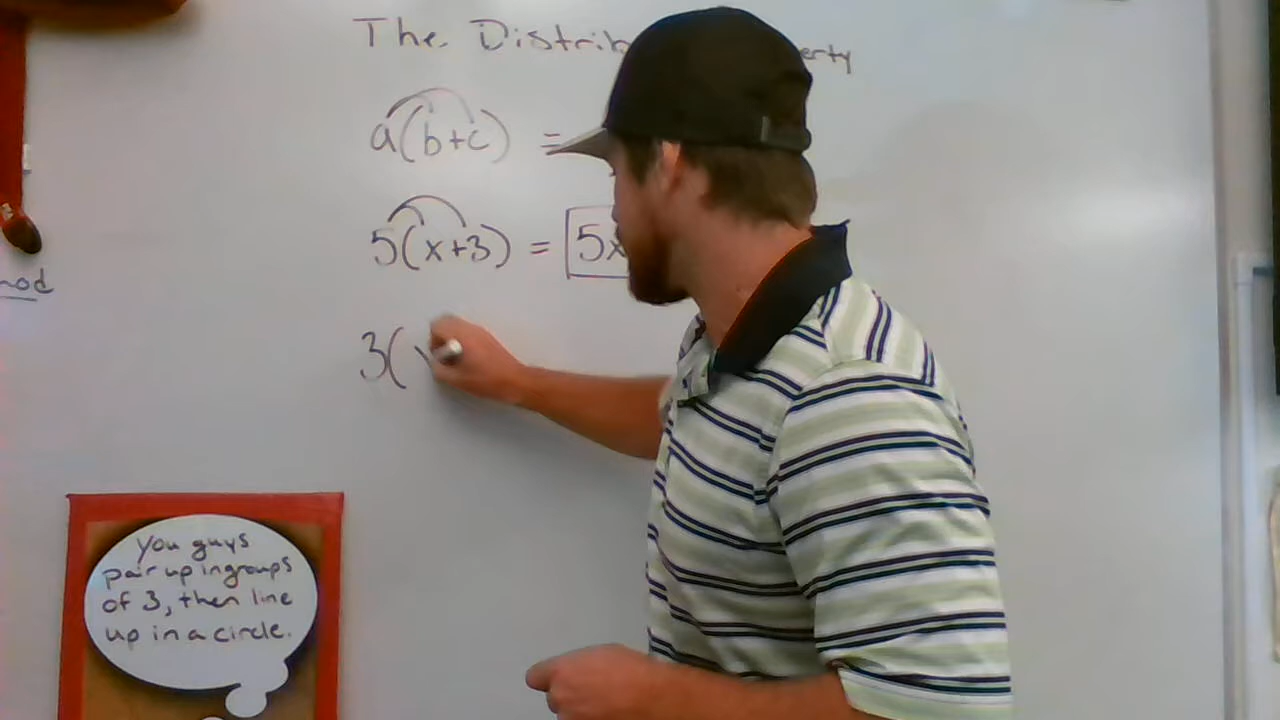 The Distrib erty
a(b+c) =
5(x+3) = 5x
3(
nod
you guys
pair up in groups
of 3, then line
up in a circle.